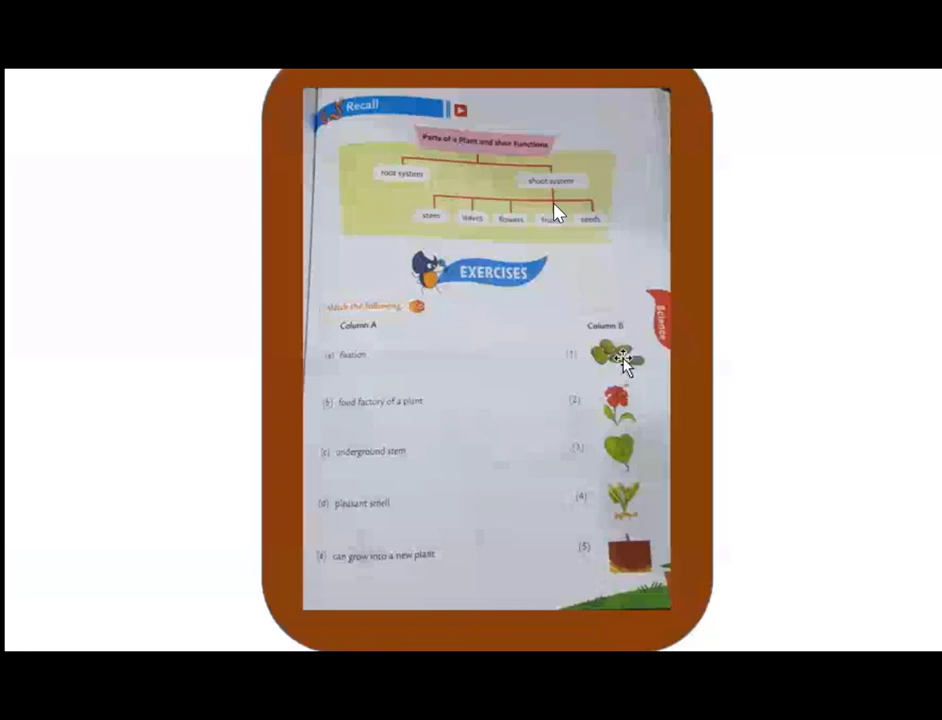 Recall
Parts of a Plant and their Functions
root system
shoot system
stem leaves flowers seeds
EXERCISES
Match the following.
Column A Column B
(a) fixation (1)
(b) food factory of a plant (2)
(c) underground stem (3)
(d) pleasant smell (4)
(e) can grow into a new plant (5)
Science